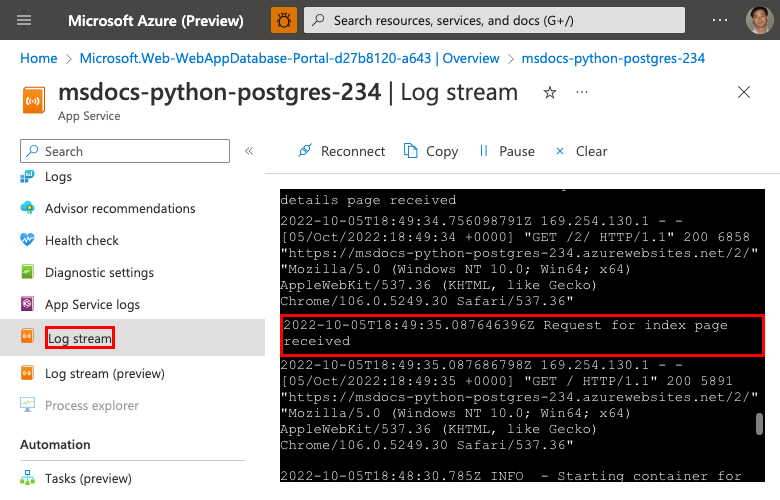 Microsoft Azure (Preview)
Search resources, services, and docs (G+/)
Home > Microsoft.Web-WebAppDatabase-Portal-d27b8120-a643 | Overview > msdocs-python-postgres-234
msdocs-python-postgres-234 | Log stream
App Service
Search
Reconnect
Copy
Pause
Clear
Logs
Advisor recommendations
Health check
Diagnostic settings
App Service logs
Log stream
Log stream (preview)
Process explorer
Automation
Tasks (preview)
details page received
2022-10-05T18:49:34.756098791Z 169.254.130.1 - -
[05/Oct/2022:18:49:34 +0000] "GET /2/ HTTP/1.1" 200 6858
"https://msdocs-python-postgres-234.azurewebsites.net/2/"
"Mozilla/5.0 (Windows NT 10.0; Win64; x64)
AppleWebKit/537.36 (KHTML, like Gecko)
Chrome/106.0.5249.30 Safari/537.36"
2022-10-05T18:49:35.087646396Z Request for index page
received
2022-10-05T18:49:35.087686798Z 169.254.130.1 - -
[05/Oct/2022:18:49:35 +0000] "GET / HTTP/1.1" 200 5891
"https://msdocs-python-postgres-234.azurewebsites.net/2/"
"Mozilla/5.0 (Windows NT 10.0; Win64; x64)
AppleWebKit/537.36 (KHTML, like Gecko)
Chrome/106.0.5249.30 Safari/537.36"
2022-10-05T18:48:30.785Z INFO - Starting container for